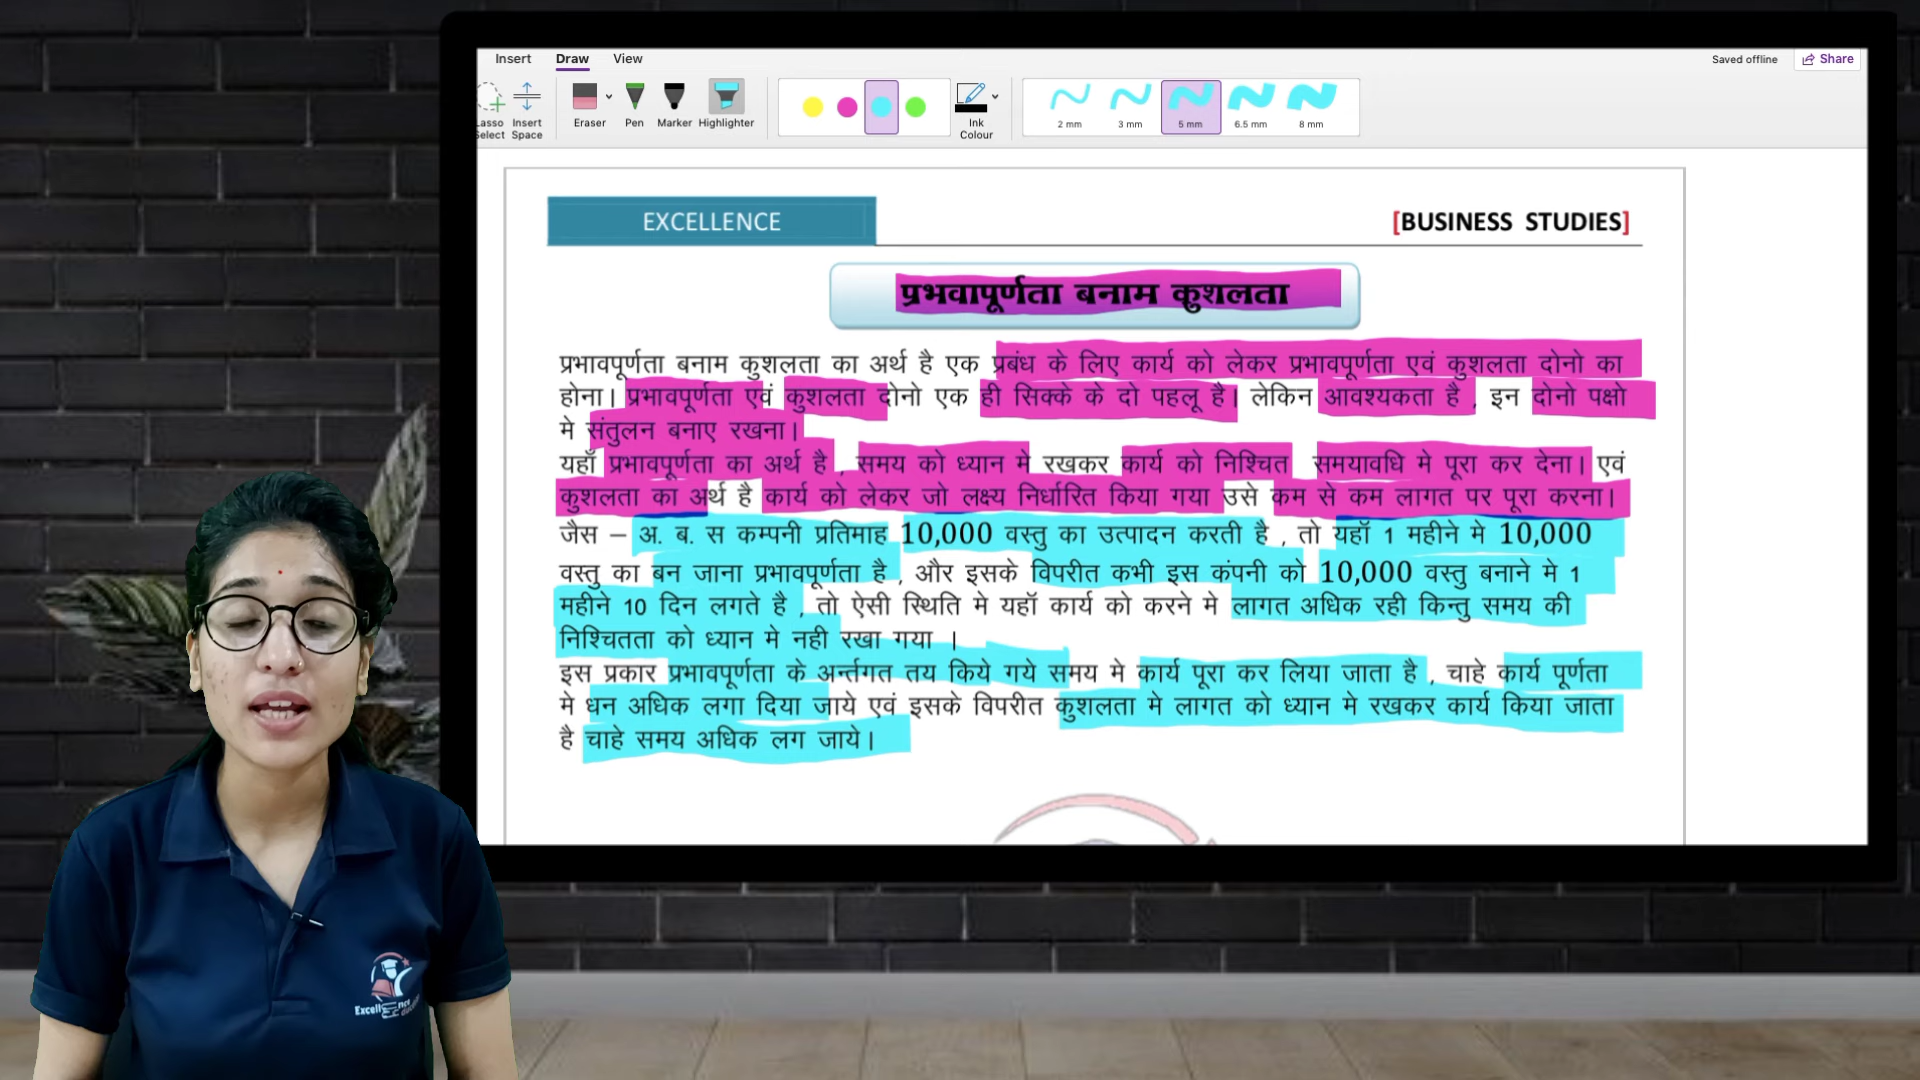 Insert Draw View
Saved offline
Share
Lasso Select
Insert Space
Eraser
Pen
Marker
Highlighter
Ink Colour
2 mm
3 mm
5 mm
6.5 mm
8 mm
EXCELLENCE
[BUSINESS STUDIES]
प्रभवापूर्णता बनाम कुशलता
प्रभावपूर्णता बनाम कुशलता का अर्थ है एक प्रबंध के लिए कार्य को लेकर प्रभावपूर्णता एवं कुशलता दोनो का
होना। प्रभावपूर्णता एवं कुशलता दोनो एक ही सिक्के के दो पहलू है। लेकिन आवश्यकता है , इन दोनो पक्षो
मे संतुलन बनाए रखना।
यहाँ प्रभावपूर्णता का अर्थ है , समय को ध्यान मे रखकर कार्य को निश्चित समयावधि मे पूरा कर देना। एवं
कुशलता का अर्थ है कार्य को लेकर जो लक्ष्य निर्धारित किया गया उसे कम से कम लागत पर पूरा करना।
जैस – अ. ब. स कम्पनी प्रतिमाह 10,000 वस्तु का उत्पादन करती है , तो यहॉ 1 महीने मे 10,000
वस्तु का बन जाना प्रभावपूर्णता है , और इसके विपरीत कभी इस कंपनी को 10,000 वस्तु बनाने मे 1
महीने 10 दिन लगते है , तो ऐसी स्थिति मे यहॉ कार्य को करने मे लागत अधिक रही किन्तु समय की
निश्चितता को ध्यान मे नही रखा गया ।
इस प्रकार प्रभावपूर्णता के अर्न्तगत तय किये गये समय मे कार्य पूरा कर लिया जाता है , चाहे कार्य पूर्णता
मे धन अधिक लगा दिया जाये एवं इसके विपरीत कुशलता मे लागत को ध्यान मे रखकर कार्य किया जाता
है चाहे समय अधिक लग जाये।